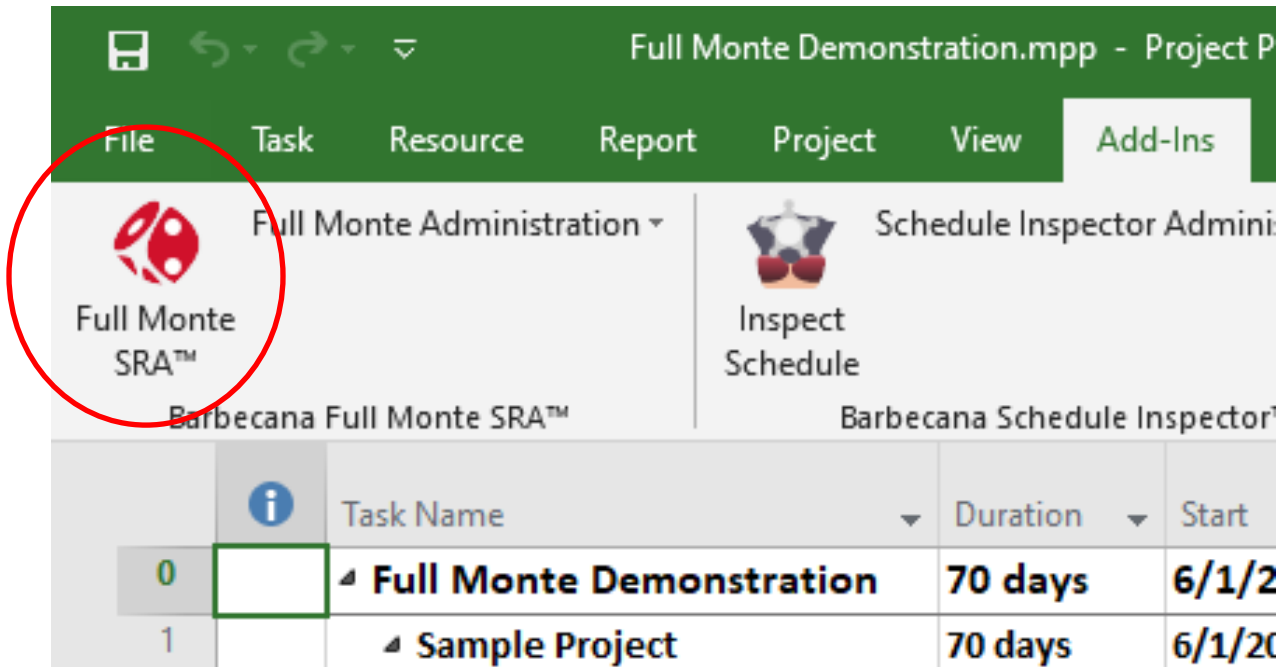 Full Monte Demonstration.mpp - Project P
File Task Resource Report Project View Add-Ins
Full Monte Administration Schedule Inspector Adminis
Full Monte SRA™ Inspect Schedule
Barbecana Full Monte SRA™ Barbecana Schedule Inspector™
Task Name Duration Start
0 Full Monte Demonstration 70 days 6/1/2
1 Sample Project 70 days 6/1/20